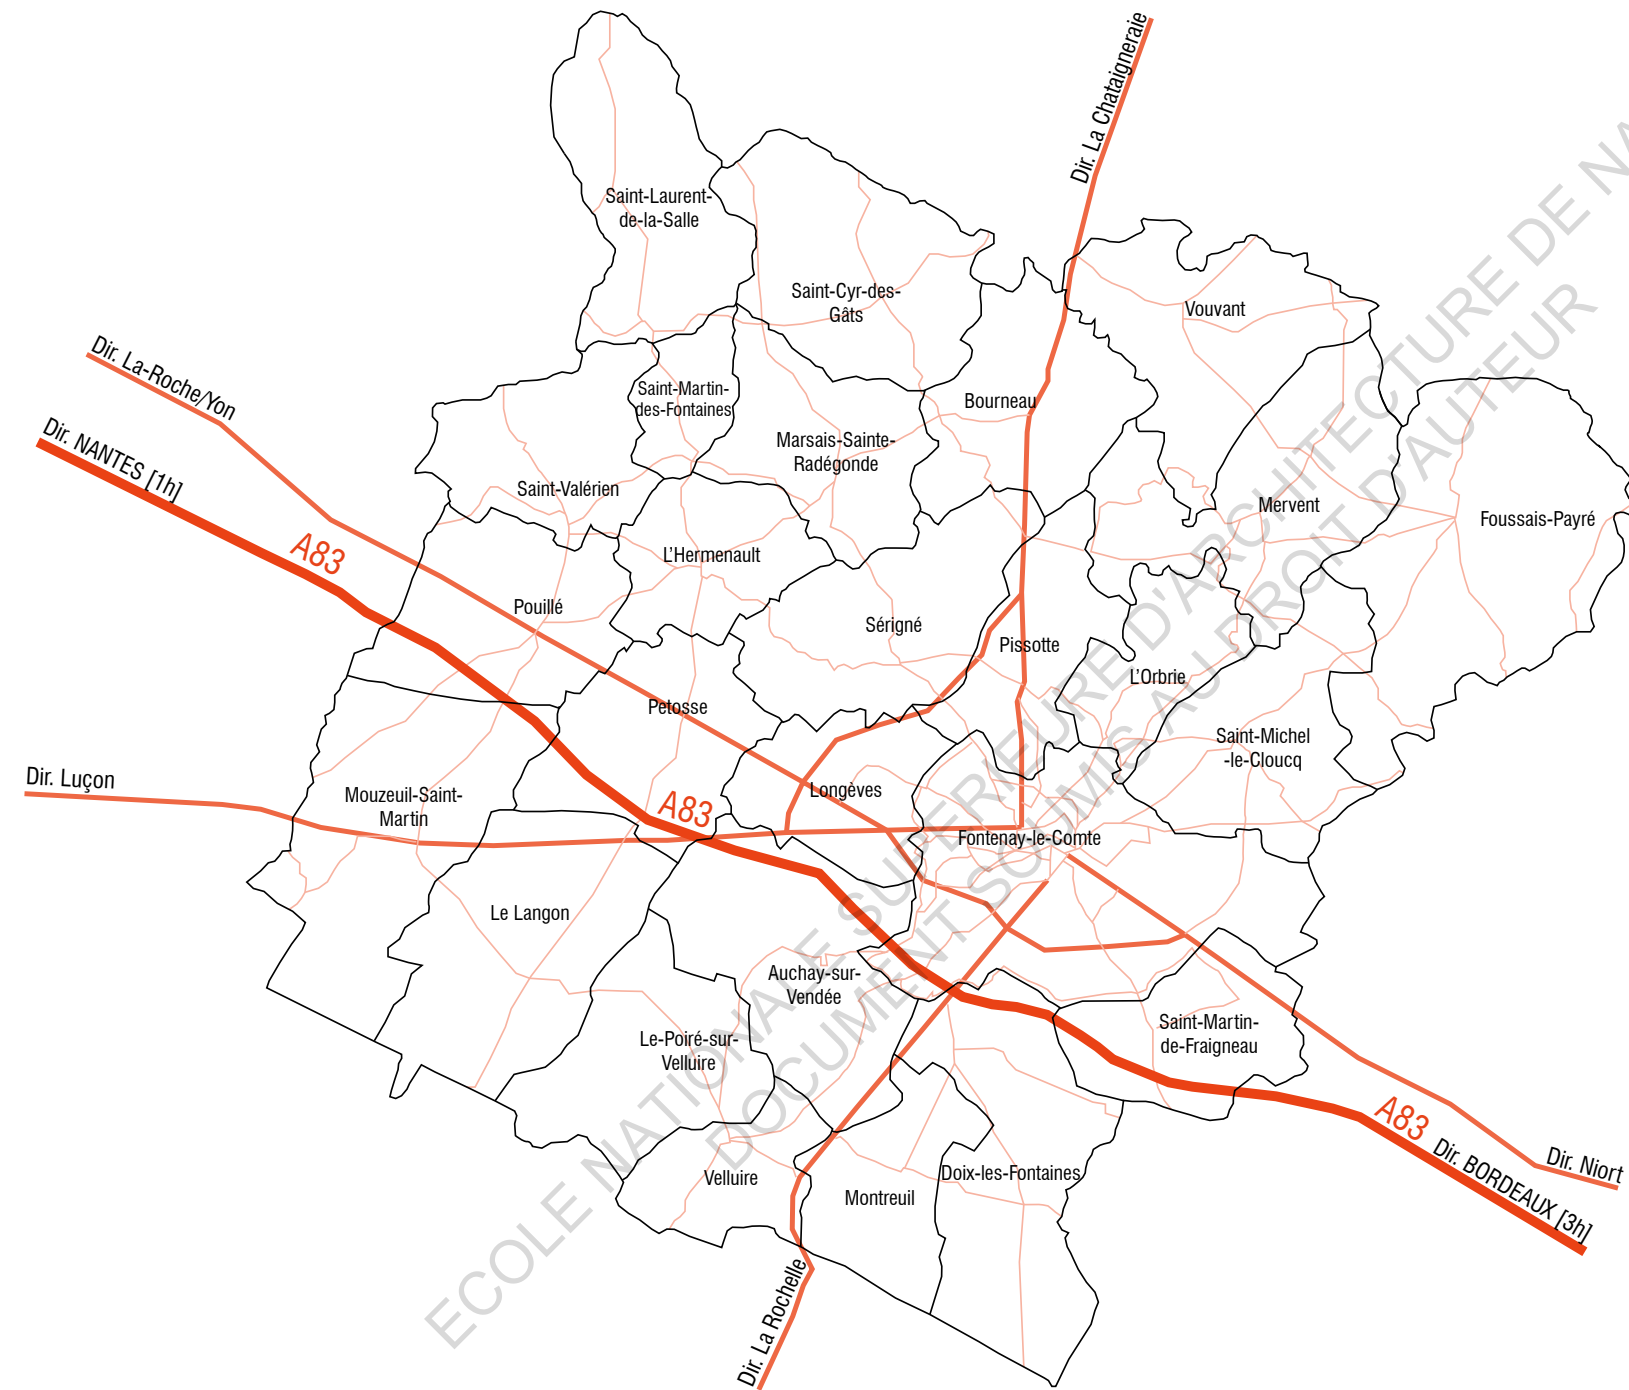 Dir. La Chataigneraie
Saint-Laurent-
de-la-Salle
Saint-Cyr-des-
Gâts
Vouvant
Dir. La-Roche/Yon
Saint-Martin-
des-Fontaines
Bourneau
Dir. NANTES [1h]
Marsais-Sainte-
Radégonde
Saint-Valérien
Mervent
Foussais-Payré
A83
L'Hermenault
Pouillé
Sérigné
Pissotte
L'Orbrie
Petosse
Saint-Michel
-le-Cloucq
Dir. Luçon
Mouzeuil-Saint-
Martin
Longèves
A83
Fontenay-le-Comte
Le Langon
Auchay-sur-
Vendée
Saint-Martin-
de-Fraigneau
Le-Poiré-sur-
Velluire
A83
Dir. BORDEAUX [3h]
Dir. Niort
Velluire
Doix-les-Fontaines
Montreuil
Dir. La Rochelle
ECOLE NATIONALE SUPERIEURE D'ARCHITECTURE DE
DOCUMENT SOUMIS AU DROIT D'AUTEUR